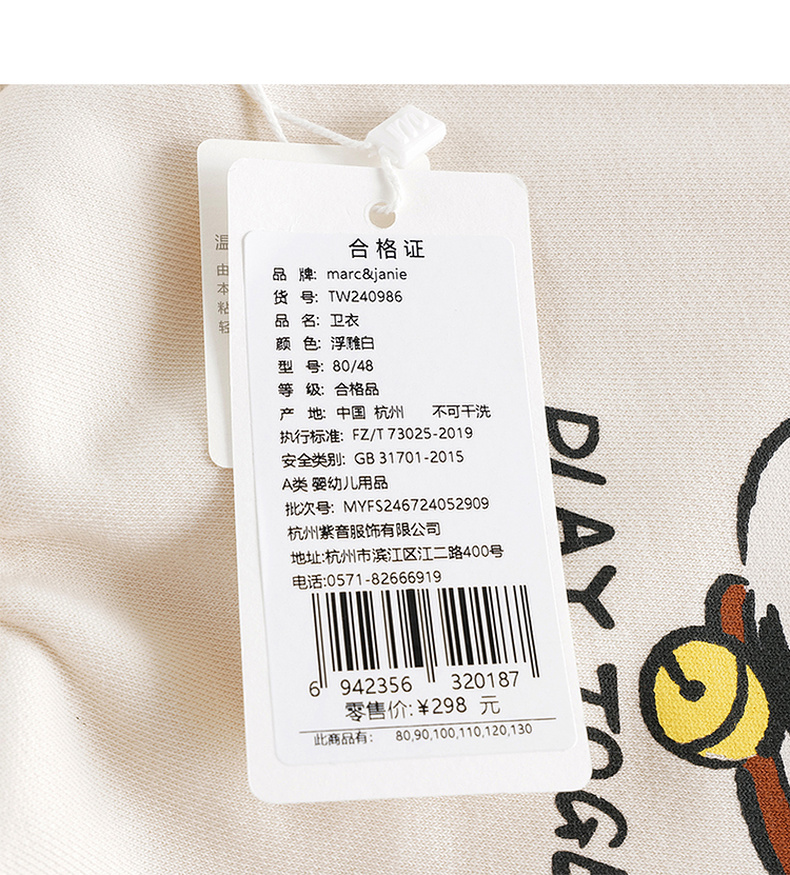 合格证
品 牌: marc&janie
货 号: TW240986
品 名: 卫衣
颜 色: 浮雕白
型 号: 80/48
等 级: 合格品
产 地: 中国 杭州 不可干洗
执行标准: FZ/T 73025-2019
安全类别: GB 31701-2015
A类 婴幼儿用品
批次号: MYFS246724052909
杭州紫音服饰有限公司
地址:杭州市滨江区江二路400号
电话:0571-82666919
6 942356 320187
零售价:¥298 元
此商品有: 80,90,100,110,120,130
温
由
本
粘
轻
PLAY TOGE